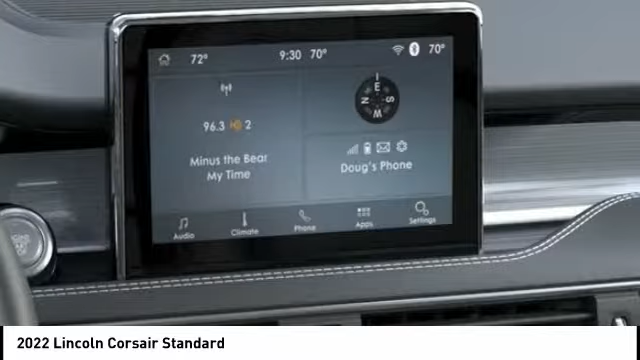 72° 9:30 70° 70°
96.3 HD 2
Minus the Bear
My Time
E
N S
W
Doug's Phone
Audio Climate Phone Apps Settings
2022 Lincoln Corsair Standard